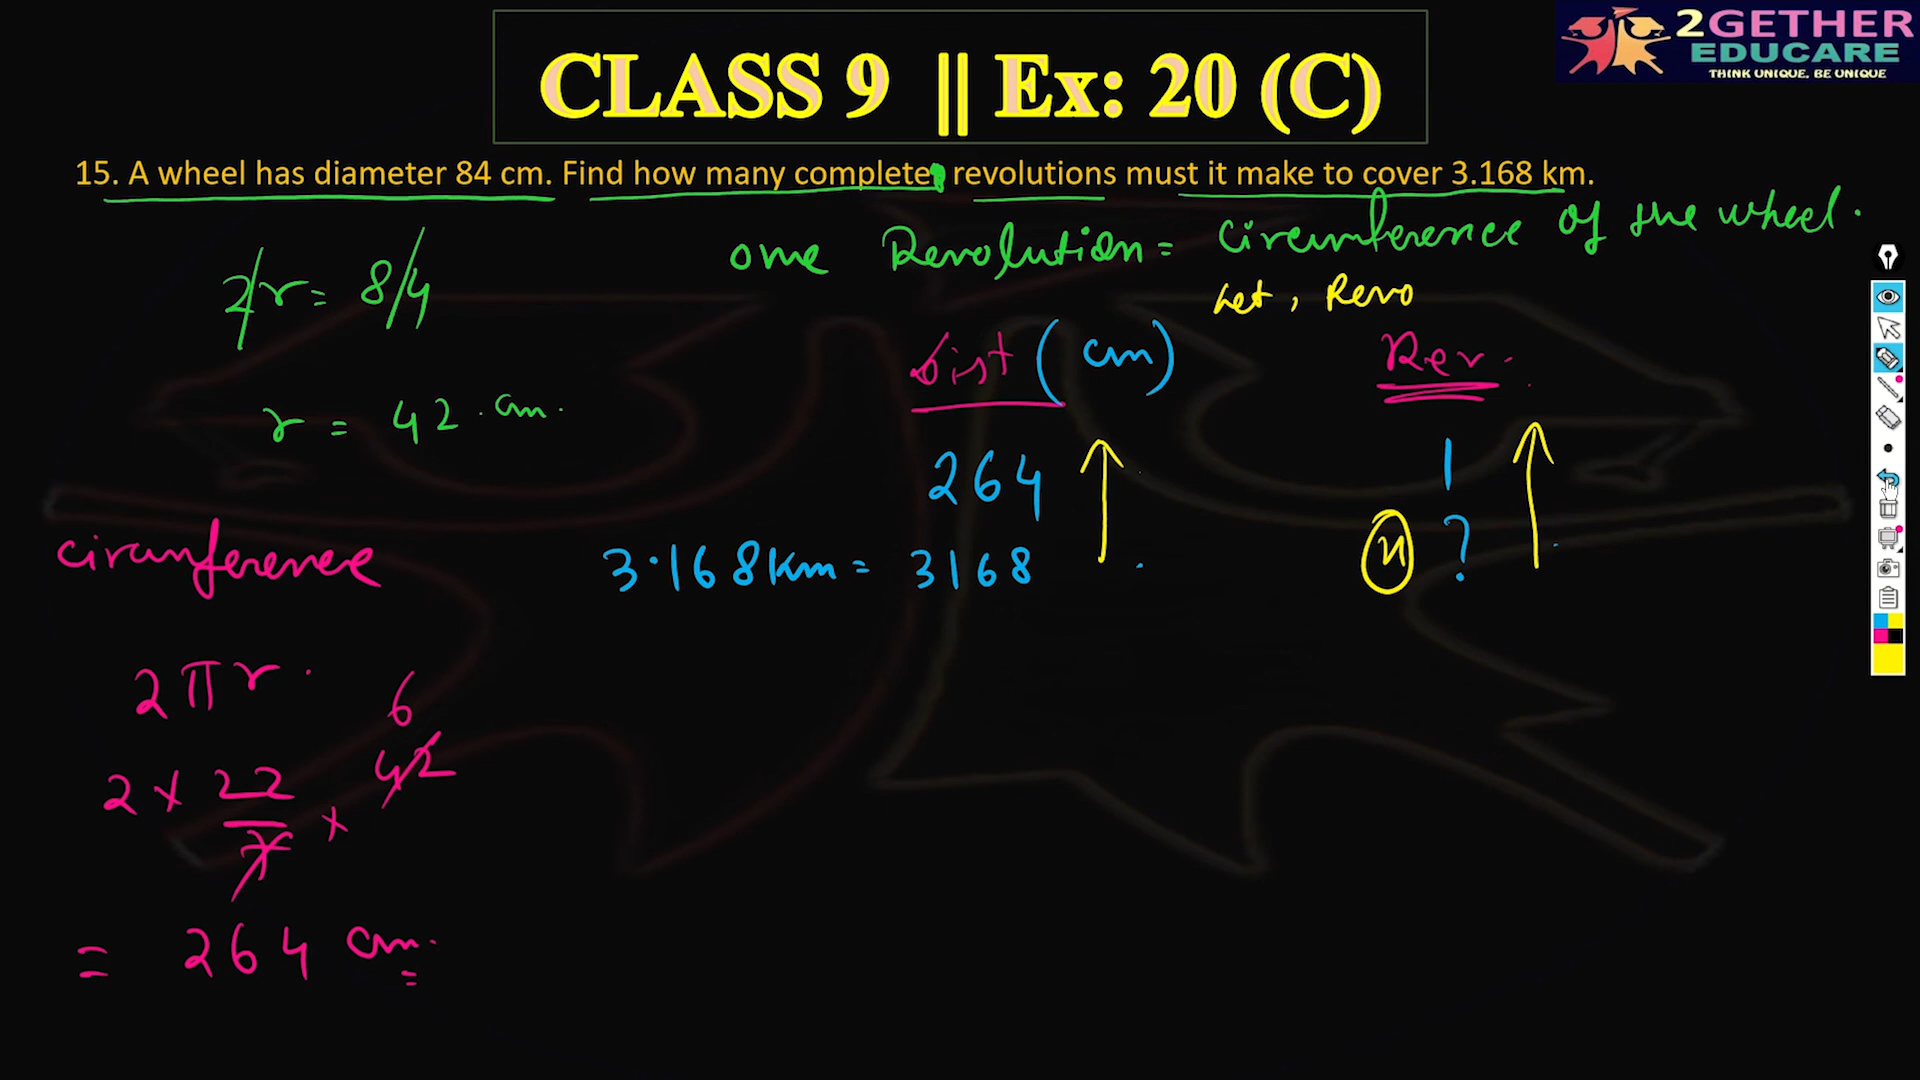 2GETHER
EDUCARE
THINK UNIQUE. BE UNIQUE
CLASS 9 || Ex: 20 (C)
15. A wheel has diameter 84 cm. Find how many complete revolutions must it make to cover 3.168 km.
one Revolution = Circumference of the wheel.
Let, Revo
2r = 84
r = 42 cm.
Dist (cm) Rev.
264 1
3.168 km = 3168 n ?
circumference
2πr
6
2 × 22/7 × 42
= 264 cm.